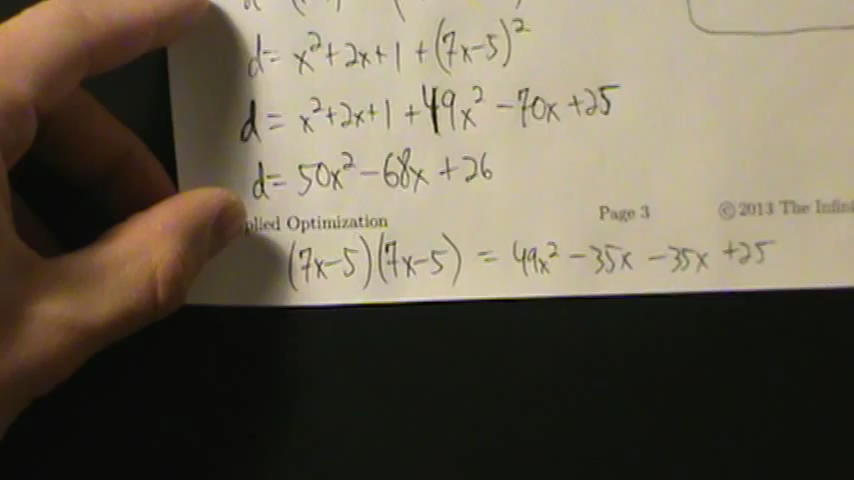 d = x² + 2x + 1 + (7x-5)²
d = x² + 2x + 1 + 49x² - 70x + 25
d = 50x² - 68x + 26
Optimization Page 3 © 2013 The
(7x-5)(7x-5) = 49x² - 35x - 35x + 25